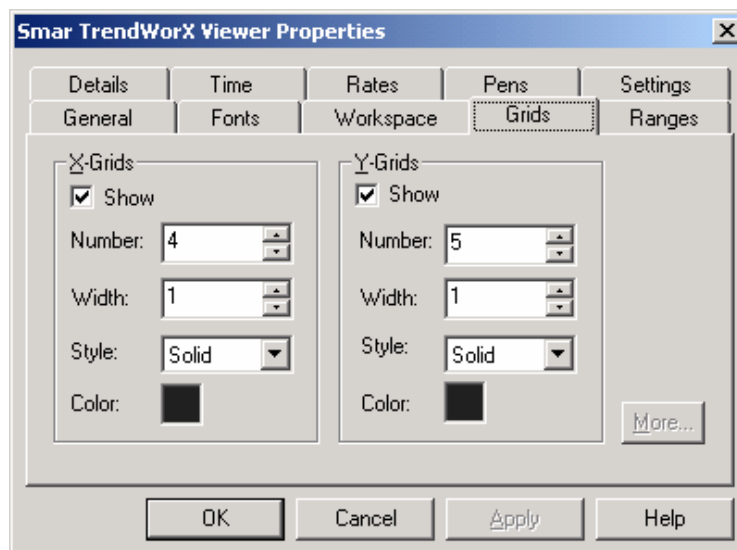 Smar TrendWorX Viewer Properties
Details Time Rates Pens Settings
General Fonts Workspace Grids Ranges
X-Grids Y-Grids
Show Show
Number: 4 Number: 5
Width: 1 Width: 1
Style: Solid Style: Solid
Color: Color:
More...
OK Cancel Apply Help